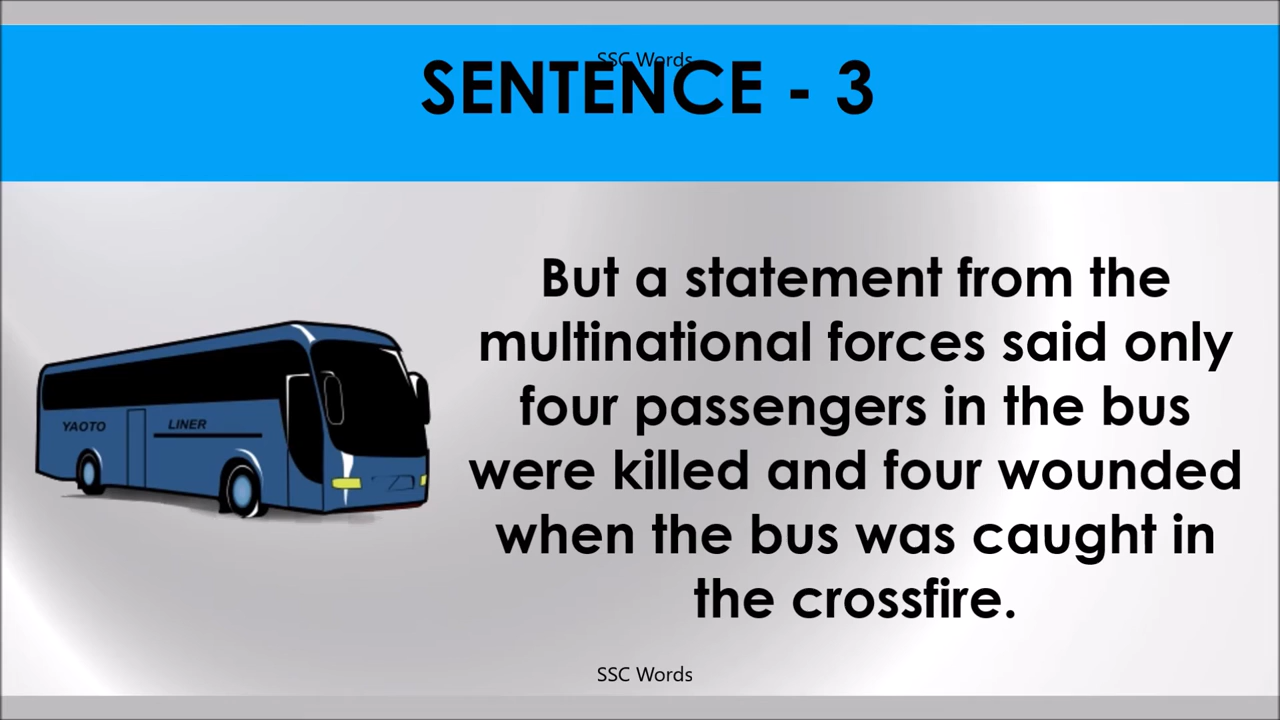 SSC Words
SENTENCE - 3
But a statement from the
multinational forces said only
four passengers in the bus
were killed and four wounded
when the bus was caught in
the crossfire.
YAOTO LINER
SSC Words